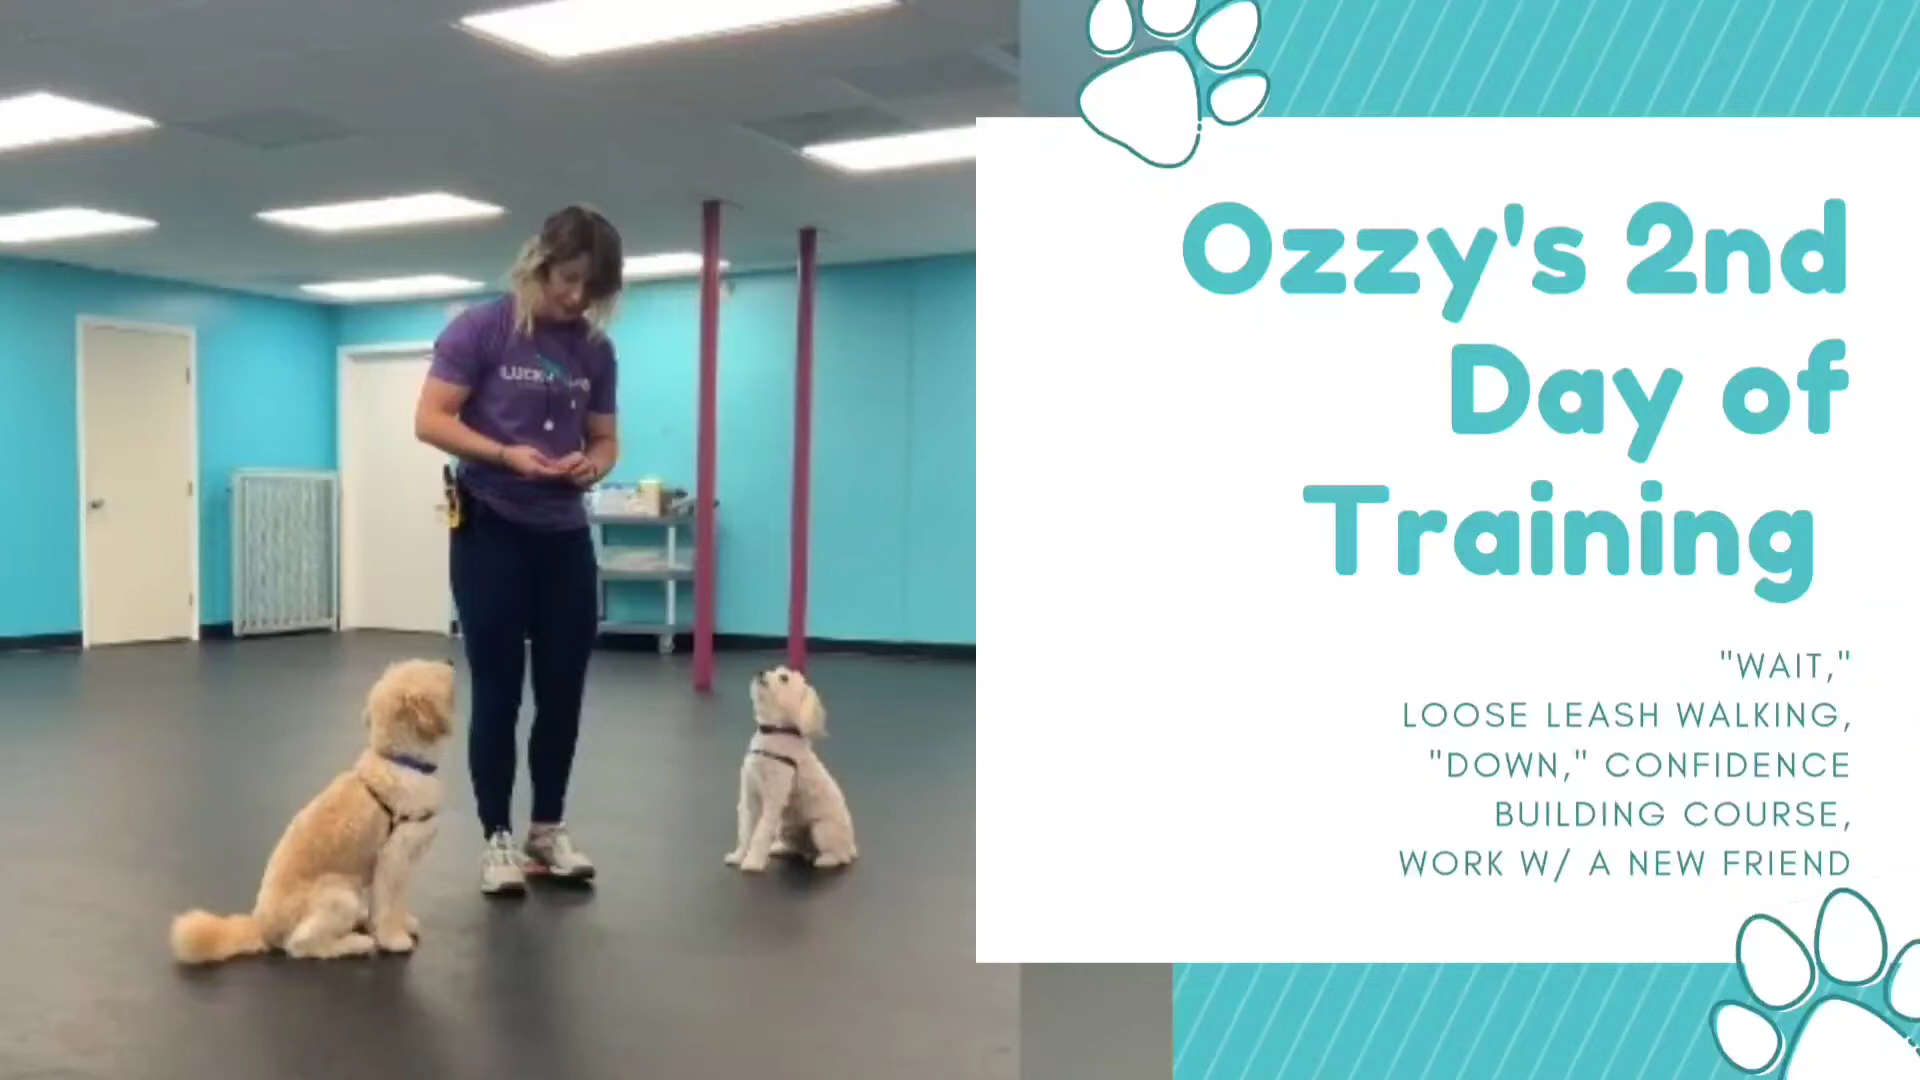 Ozzy's 2nd
Day of
Training
"WAIT,"
LOOSE LEASH WALKING,
"DOWN," CONFIDENCE
BUILDING COURSE,
WORK W/ A NEW FRIEND